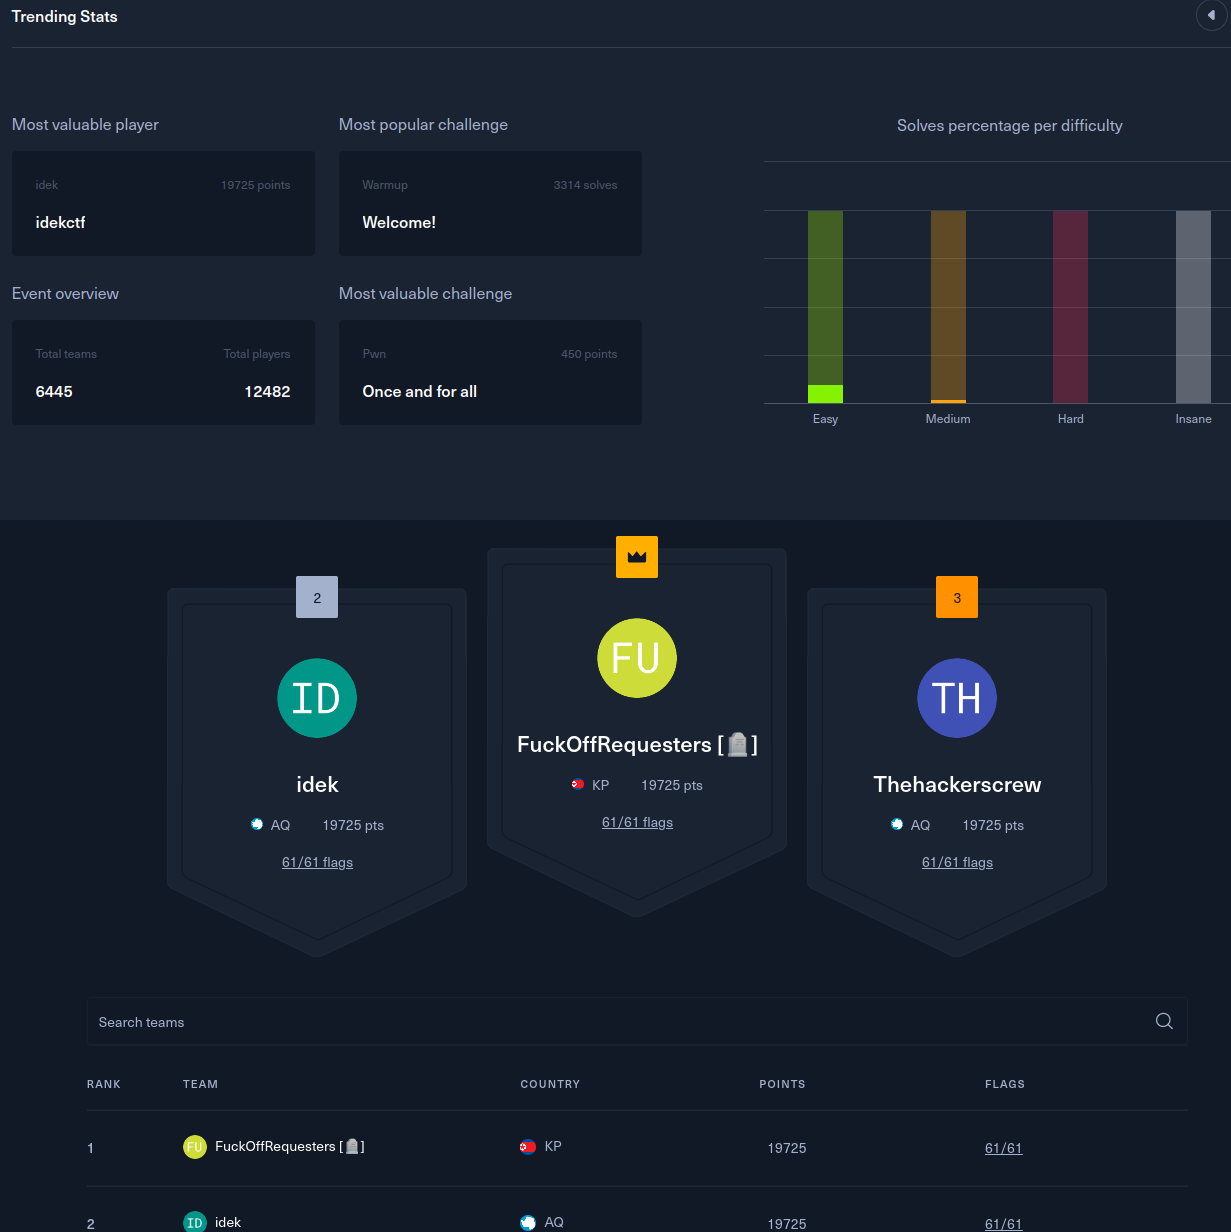 Trending Stats
Most valuable player
idek 19725 points
idekctf
Most popular challenge
Warmup 3314 solves
Welcome!
Event overview
Total teams Total players
6445 12482
Most valuable challenge
Pwn 450 points
Once and for all
Solves percentage per difficulty
Easy Medium Hard Insane
2
ID
idek
AQ 19725 pts
61/61 flags
FU
FuckOffRequesters [🪦]
KP 19725 pts
61/61 flags
3
TH
Thehackerscrew
AQ 19725 pts
61/61 flags
Search teams
RANK TEAM COUNTRY POINTS FLAGS
1 FU FuckOffRequesters [🪦] KP 19725 61/61
2 ID idek AQ 19725 61/61